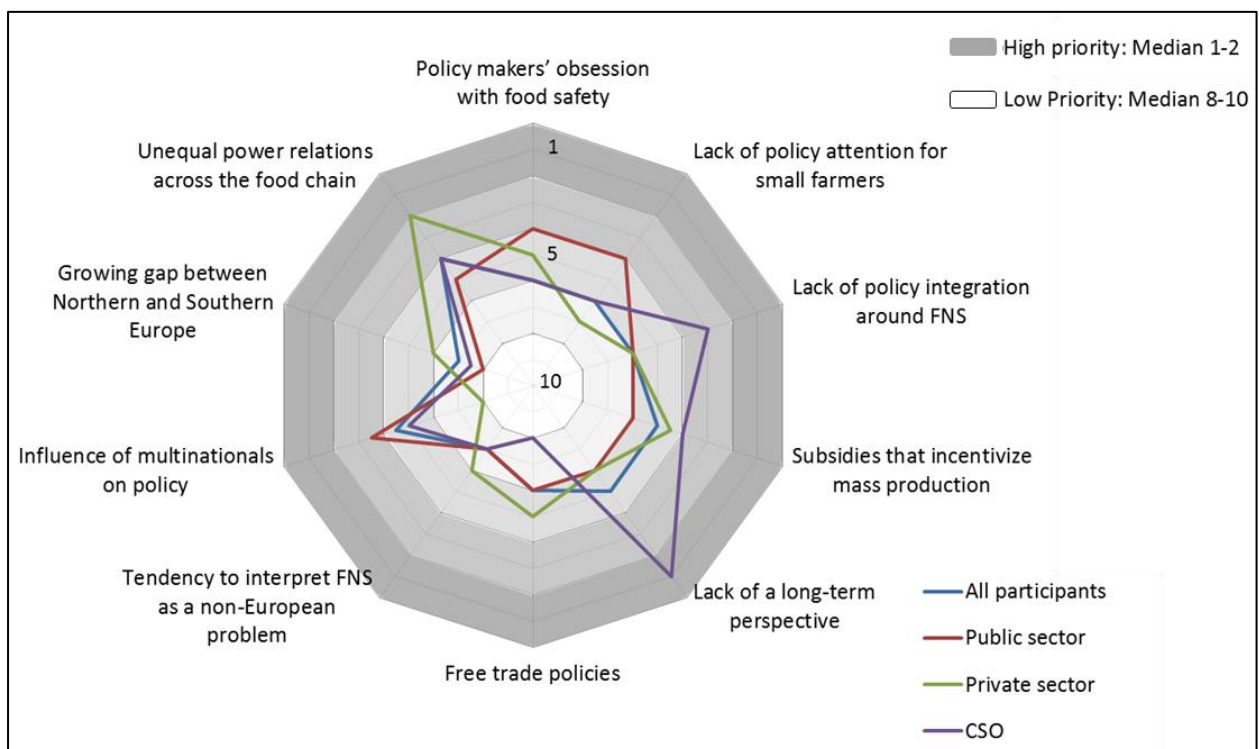 High priority: Median 1-2
Low Priority: Median 8-10
Policy makers’ obsession
with food safety
Unequal power relations
across the food chain
1
Lack of policy attention for
small farmers
Growing gap between
Northern and Southern
Europe
5
Lack of policy integration
around FNS
10
Influence of multinationals
on policy
Subsidies that incentivize
mass production
Tendency to interpret FNS
as a non-European
problem
Lack of a long-term
perspective
Free trade policies
All participants
Public sector
Private sector
CSO